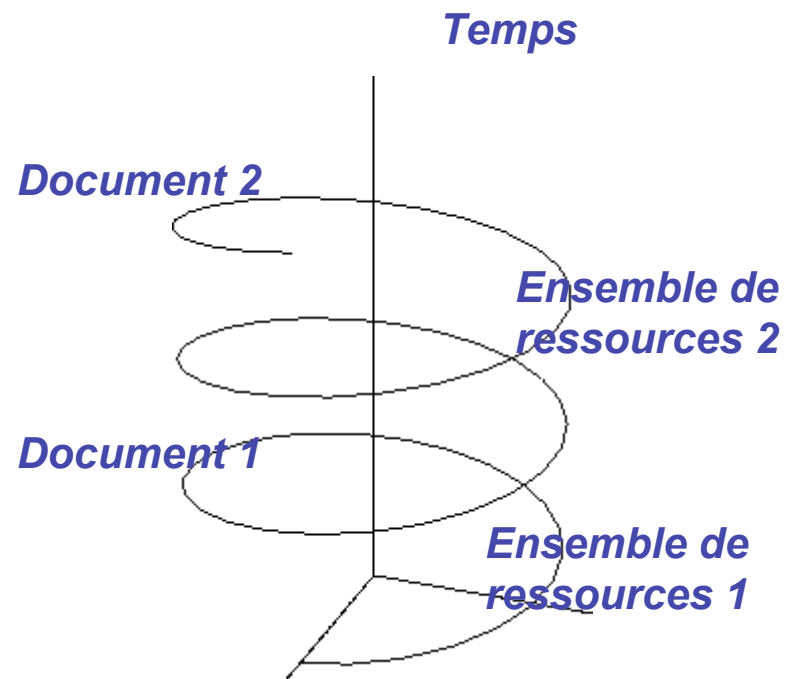 Temps
Document 2
Ensemble de
ressources 2
Document 1
Ensemble de
ressources 1